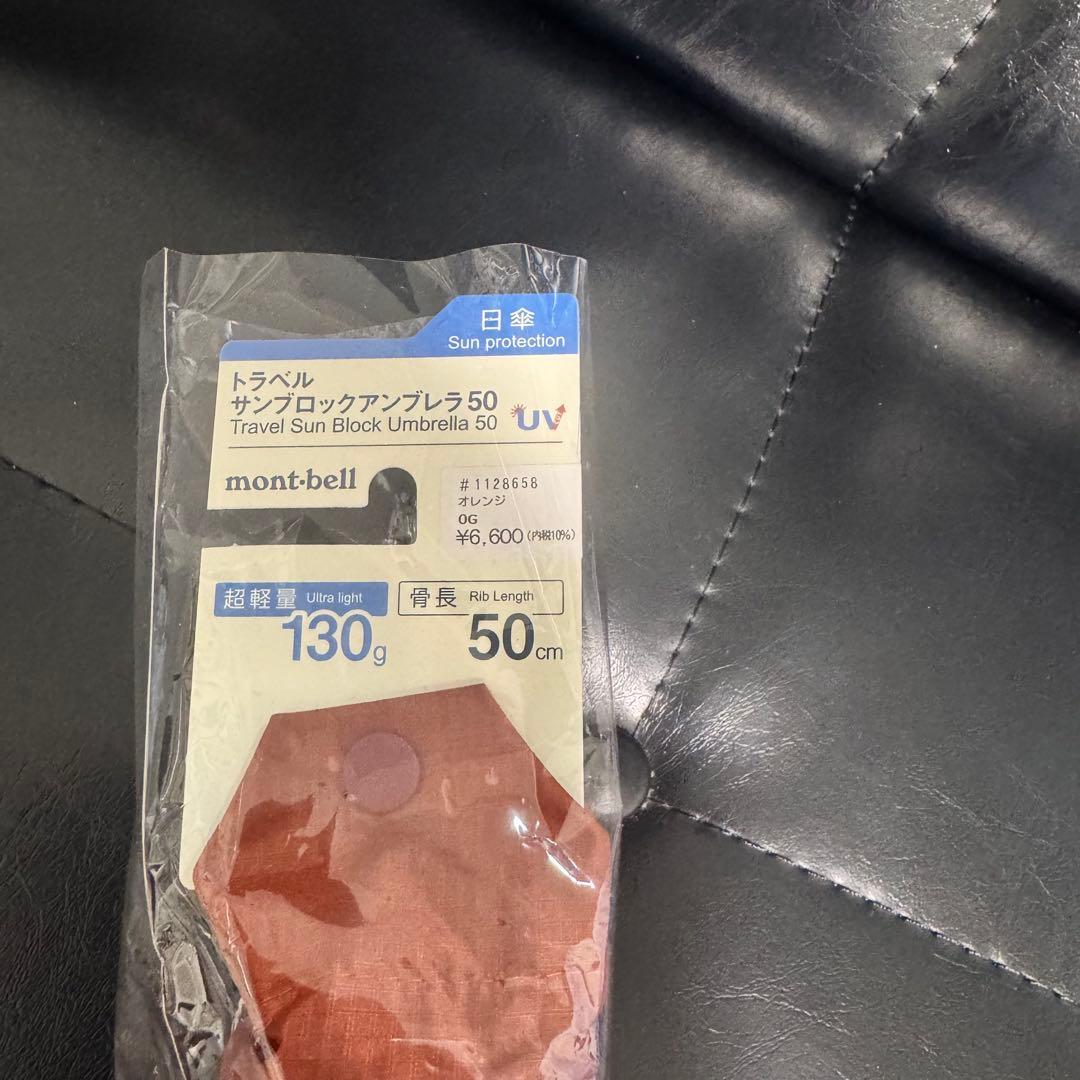 日傘
Sun protection
トラベル
サンブロックアンブレラ50
Travel Sun Block Umbrella 50
UV
mont·bell
#1128658
オレンジ
OG
¥6,600(内税10%)
超軽量 Ultra light
130g
骨長 Rib Length
50cm